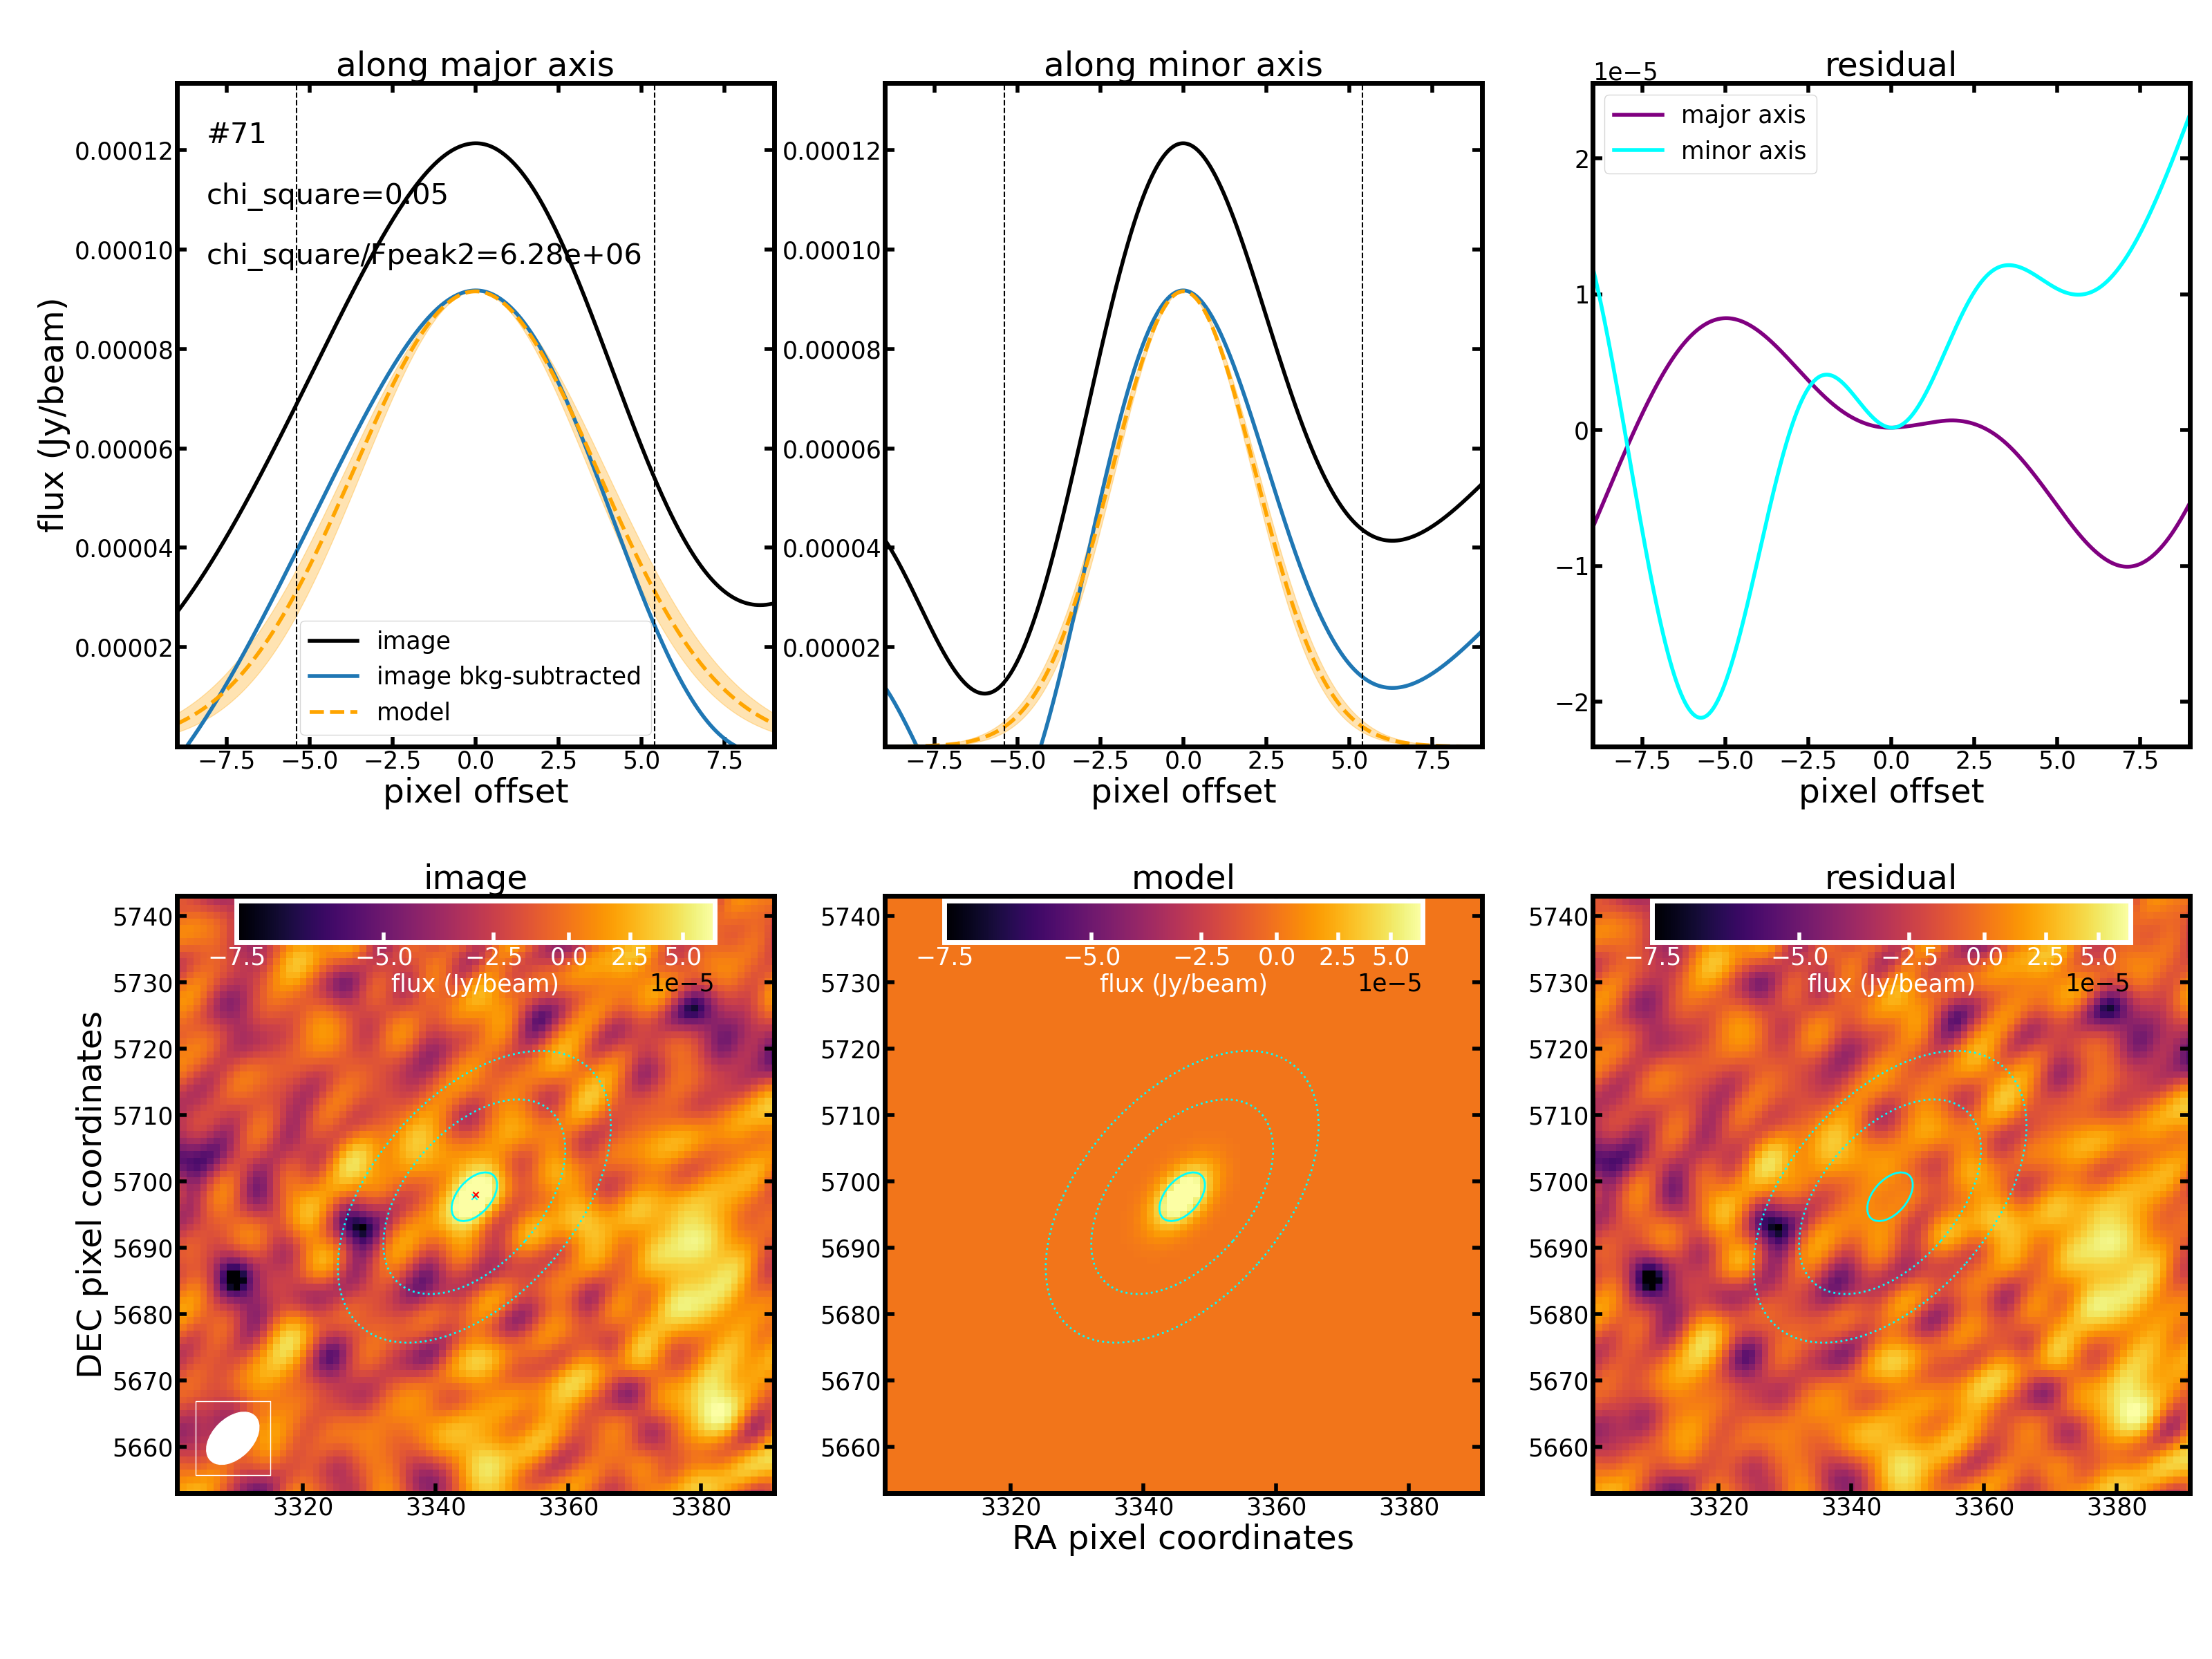 along major axis
#71
chi_square=0.05
chi_square/Fpeak2=6.28e+06
0.00012
0.00010
0.00008
0.00006
0.00004
0.00002
flux (Jy/beam)
image
image bkg-subtracted
model
−7.5 −5.0 −2.5 0.0 2.5 5.0 7.5
pixel offset
along minor axis
0.00012
0.00010
0.00008
0.00006
0.00004
0.00002
−7.5 −5.0 −2.5 0.0 2.5 5.0 7.5
pixel offset
residual
1e−5
major axis
minor axis
2
1
0
−1
−2
−7.5 −5.0 −2.5 0.0 2.5 5.0 7.5
pixel offset
image
−7.5 −5.0 −2.5 0.0 2.5 5.0
flux (Jy/beam)
1e−5
5740
5730
5720
5710
5700
5690
5680
5670
5660
DEC pixel coordinates
3320 3340 3360 3380
model
−7.5 −5.0 −2.5 0.0 2.5 5.0
flux (Jy/beam)
1e−5
5740
5730
5720
5710
5700
5690
5680
5670
5660
3320 3340 3360 3380
RA pixel coordinates
residual
−7.5 −5.0 −2.5 0.0 2.5 5.0
flux (Jy/beam)
1e−5
5740
5730
5720
5710
5700
5690
5680
5670
5660
3320 3340 3360 3380